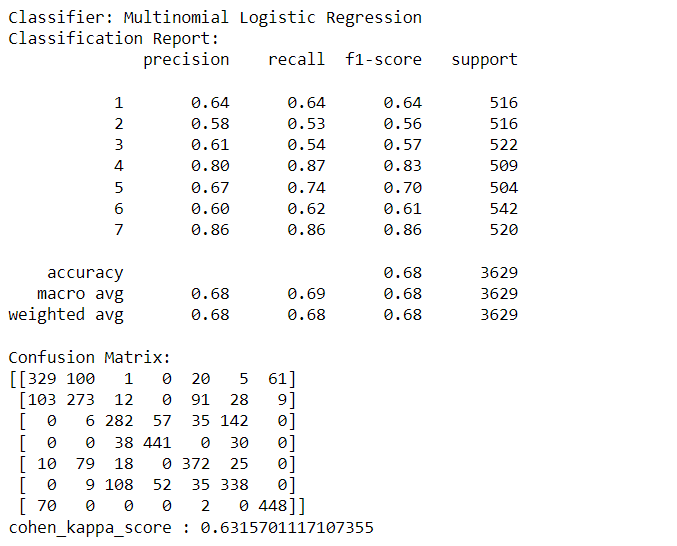 Classifier: Multinomial Logistic Regression
Classification Report:
              precision    recall  f1-score   support

           1       0.64      0.64      0.64       516
           2       0.58      0.53      0.56       516
           3       0.61      0.54      0.57       522
           4       0.80      0.87      0.83       509
           5       0.67      0.74      0.70       504
           6       0.60      0.62      0.61       542
           7       0.86      0.86      0.86       520

    accuracy                           0.68      3629
   macro avg       0.68      0.69      0.68      3629
weighted avg       0.68      0.68      0.68      3629

Confusion Matrix:
[[329 100   1   0  20   5  61]
 [103 273  12   0  91  28   9]
 [  0   6 282  57  35 142   0]
 [  0   0  38 441   0  30   0]
 [ 10  79  18   0 372  25   0]
 [  0   9 108  52  35 338   0]
 [ 70   0   0   0   2   0 448]]
cohen_kappa_score : 0.6315701117107355